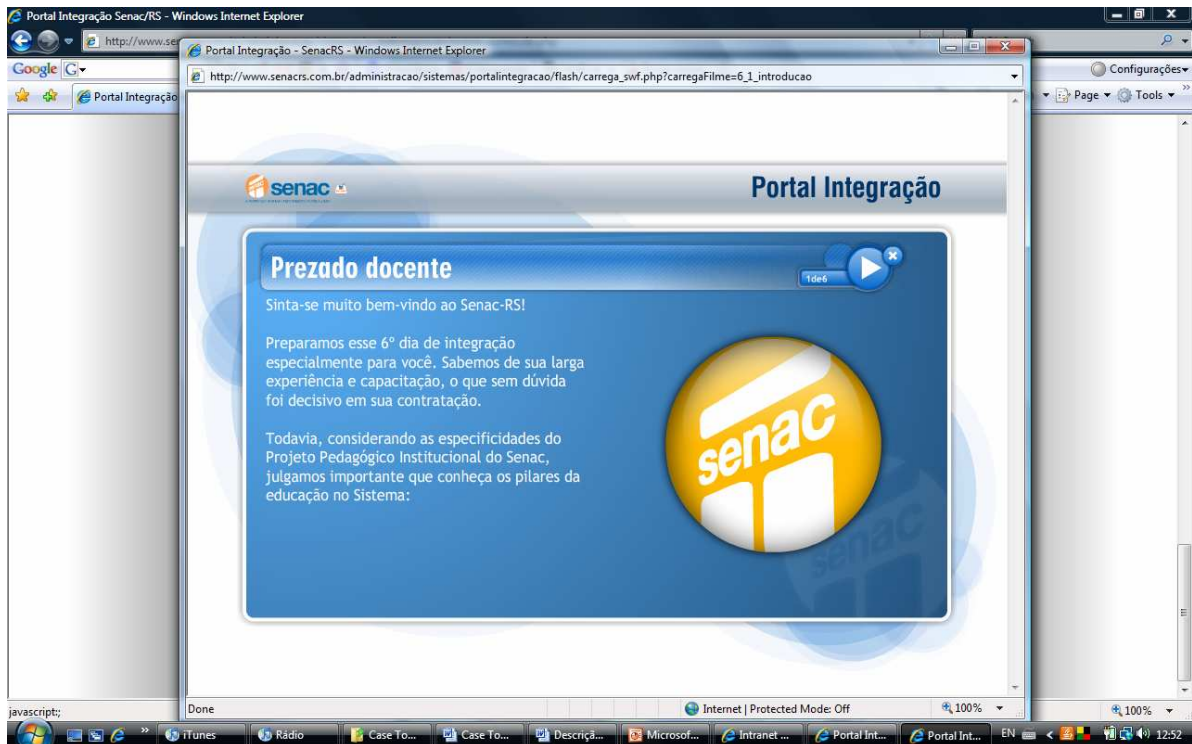 Portal Integração Senac/RS - Windows Internet Explorer
http://www.ser
Google
Configurações
Portal Integração
Page
Tools
Portal Integração - SenacRS - Windows Internet Explorer
http://www.senacrs.com.br/administracao/sistemas/portalintegracao/flash/carrega_swf.php?carregaFilme=6_1_introducao
senac
Portal Integração
Prezado docente
1de6
Sinta-se muito bem-vindo ao Senac-RS!
Preparamos esse 6º dia de integração
especialmente para você. Sabemos de sua larga
experiência e capacitação, o que sem dúvida
foi decisivo em sua contratação.
Todavia, considerando as especificidades do
Projeto Pedagógico Institucional do Senac,
julgamos importante que conheça os pilares da
educação no Sistema:
senac
senac
Done
Internet | Protected Mode: Off
100%
javascript:;
100%
iTunes
Rádio
Case To...
Case To...
Descriçã...
Microsof...
Intranet ...
Portal Int...
Portal Int...
EN
12:52